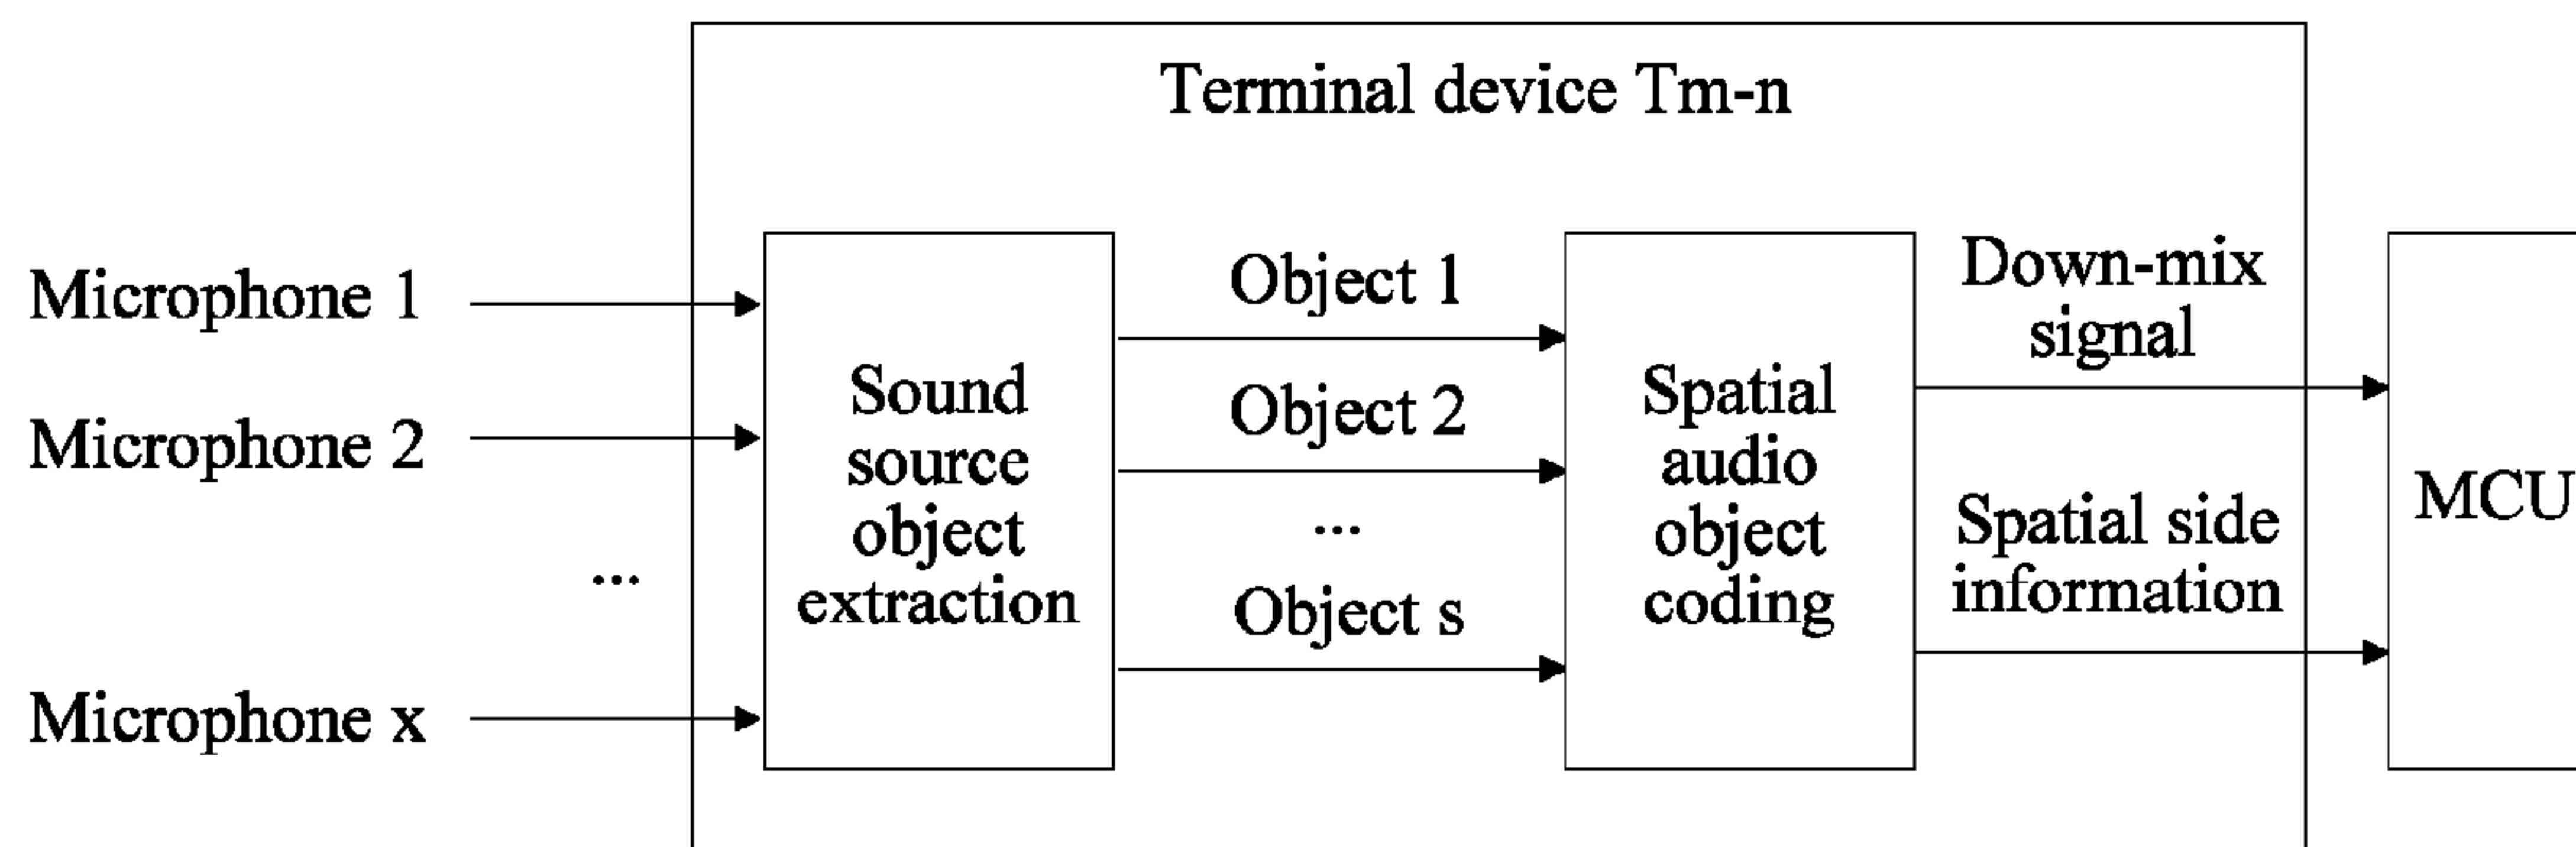 Terminal device Tm-n
Microphone 1
Microphone 2
...
Microphone x
Sound
source
object
extraction
Object 1
Object 2
...
Object s
Spatial
audio
object
coding
Down-mix
signal
Spatial side
information
MCU